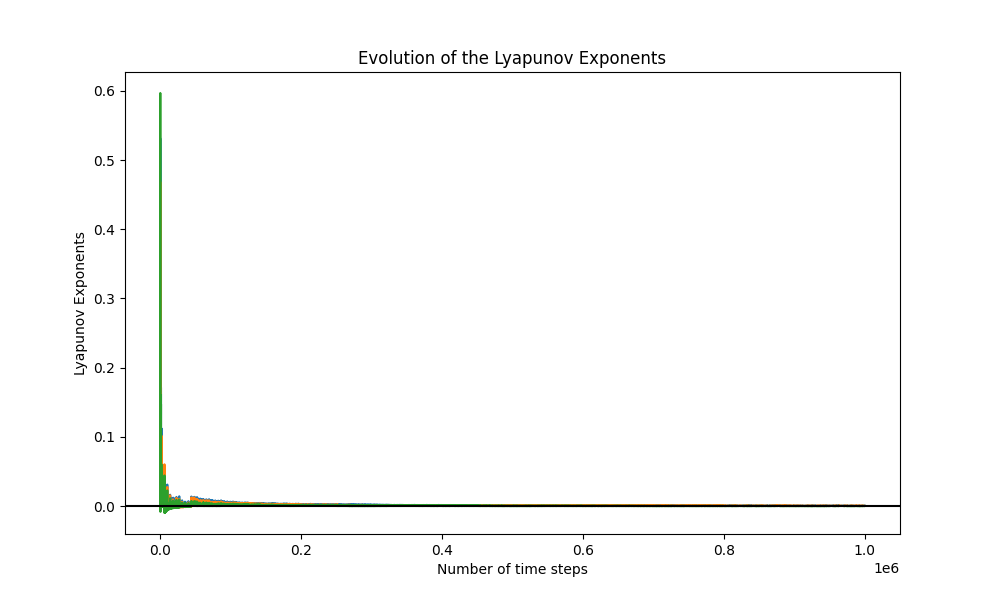 Evolution of the Lyapunov Exponents
Lyapunov Exponents
0.6
0.5
0.4
0.3
0.2
0.1
0.0
0.0 0.2 0.4 0.6 0.8 1.0
1e6
Number of time steps